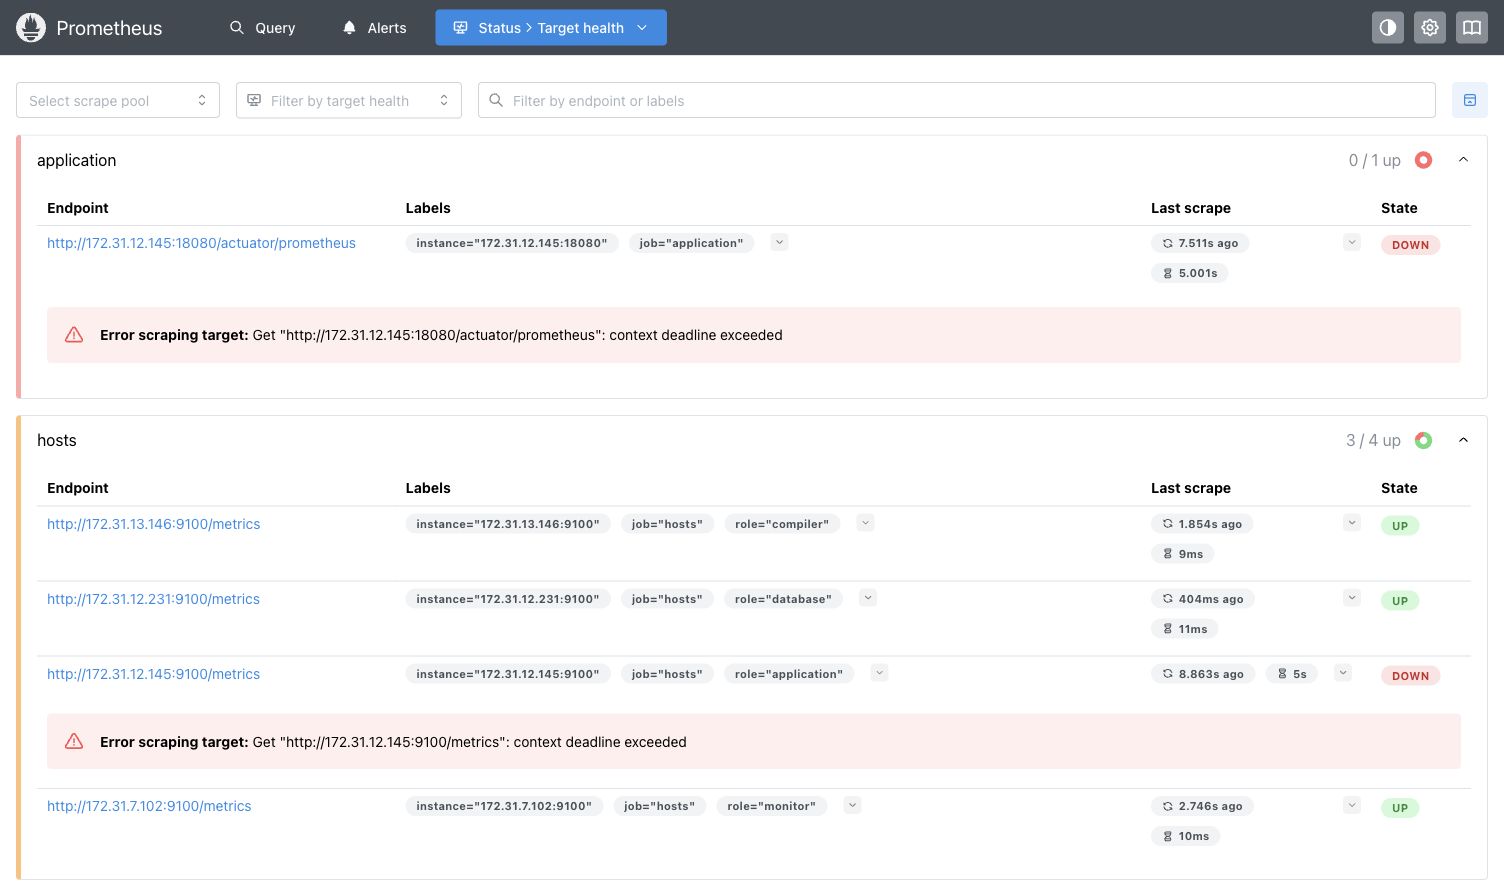 Prometheus
Query
Alerts
Status > Target health
Select scrape pool
Filter by target health
Filter by endpoint or labels
application
0 / 1 up
Endpoint Labels Last scrape State
http://172.31.12.145:18080/actuator/prometheus instance="172.31.12.145:18080" job="application" 7.511s ago DOWN
5.001s
Error scraping target: Get "http://172.31.12.145:18080/actuator/prometheus": context deadline exceeded
hosts
3 / 4 up
Endpoint Labels Last scrape State
http://172.31.13.146:9100/metrics instance="172.31.13.146:9100" job="hosts" role="compiler" 1.854s ago UP
9ms
http://172.31.12.231:9100/metrics instance="172.31.12.231:9100" job="hosts" role="database" 404ms ago UP
11ms
http://172.31.12.145:9100/metrics instance="172.31.12.145:9100" job="hosts" role="application" 8.863s ago 5s DOWN
Error scraping target: Get "http://172.31.12.145:9100/metrics": context deadline exceeded
http://172.31.7.102:9100/metrics instance="172.31.7.102:9100" job="hosts" role="monitor" 2.746s ago UP
10ms